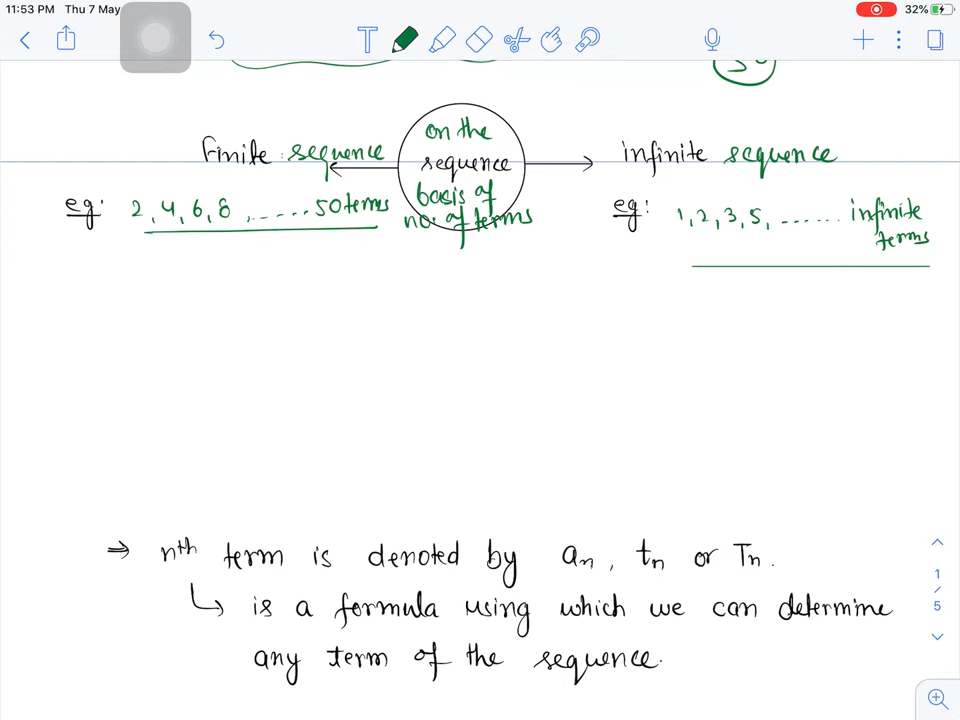 11:53 PM Thu 7 May
32%
on the
Finite sequence
sequence
infinite sequence
basis of
no. of terms
eg: 2, 4, 6, 8, ...... 50 terms
eg: 1, 2, 3, 5, ...... infinite
terms
⇒ nth term is denoted by an, tn or Tn.
↳ is a formula using which we can determine
any term of the sequence.
1
/
5